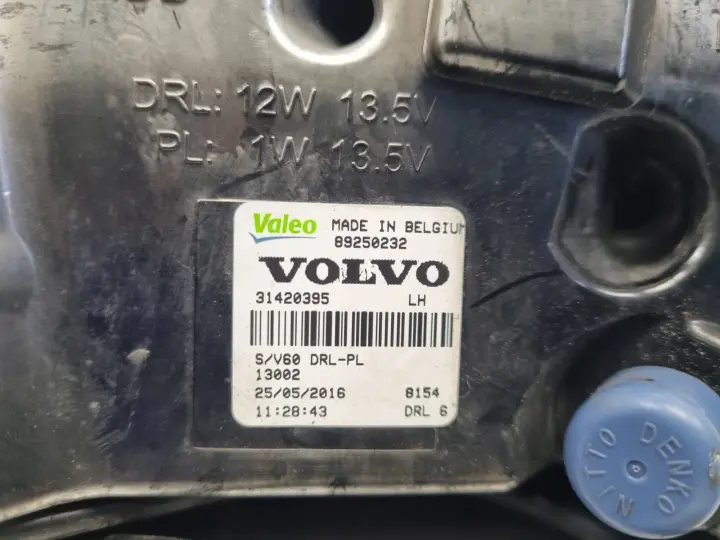 DRL: 12W 13.5V
PL: 1W 13.5V
Valeo MADE IN BELGIUM
89250232
VOLVO
31420395 LH
S/V60 DRL-PL
13002
25/05/2016 8154
11:28:43 DRL 6
NITTO DENKO